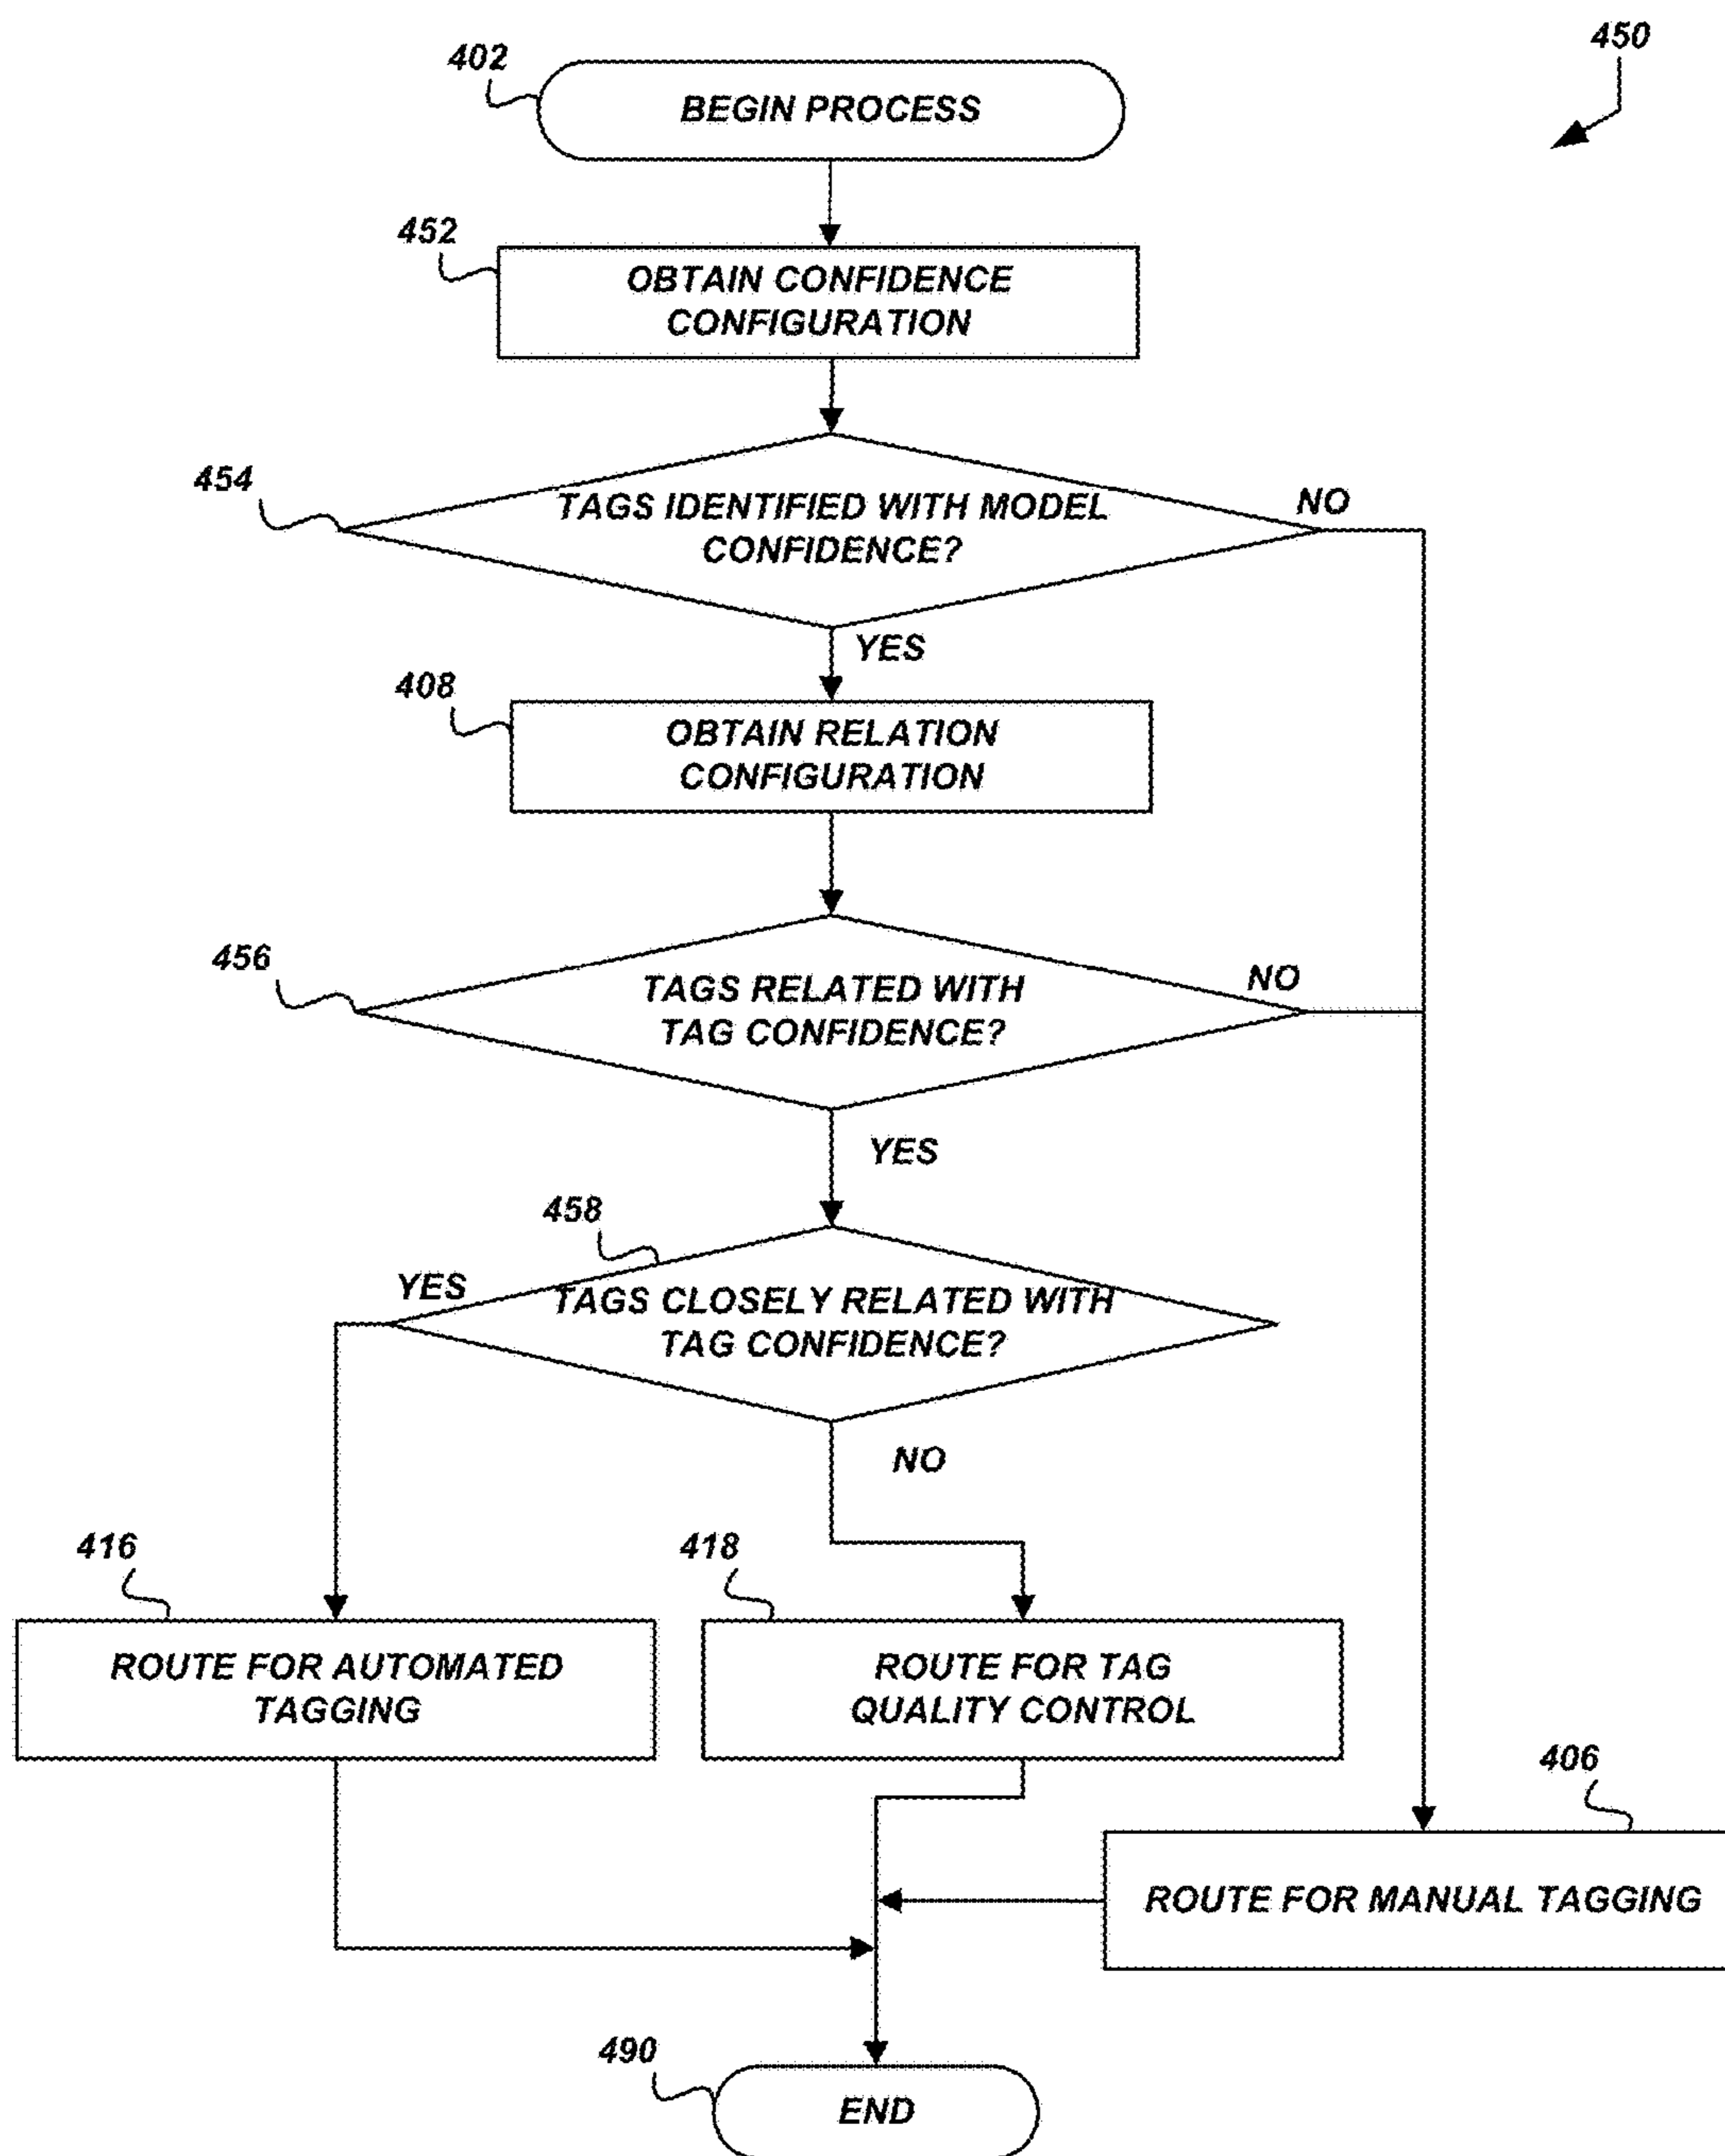 450
402
BEGIN PROCESS
452
OBTAIN CONFIDENCE
CONFIGURATION
454
TAGS IDENTIFIED WITH MODEL
CONFIDENCE?
NO
YES
408
OBTAIN RELATION
CONFIGURATION
456
TAGS RELATED WITH
TAG CONFIDENCE?
NO
YES
458
YES
TAGS CLOSELY RELATED WITH
TAG CONFIDENCE?
NO
416
ROUTE FOR AUTOMATED
TAGGING
418
ROUTE FOR TAG
QUALITY CONTROL
406
ROUTE FOR MANUAL TAGGING
490
END